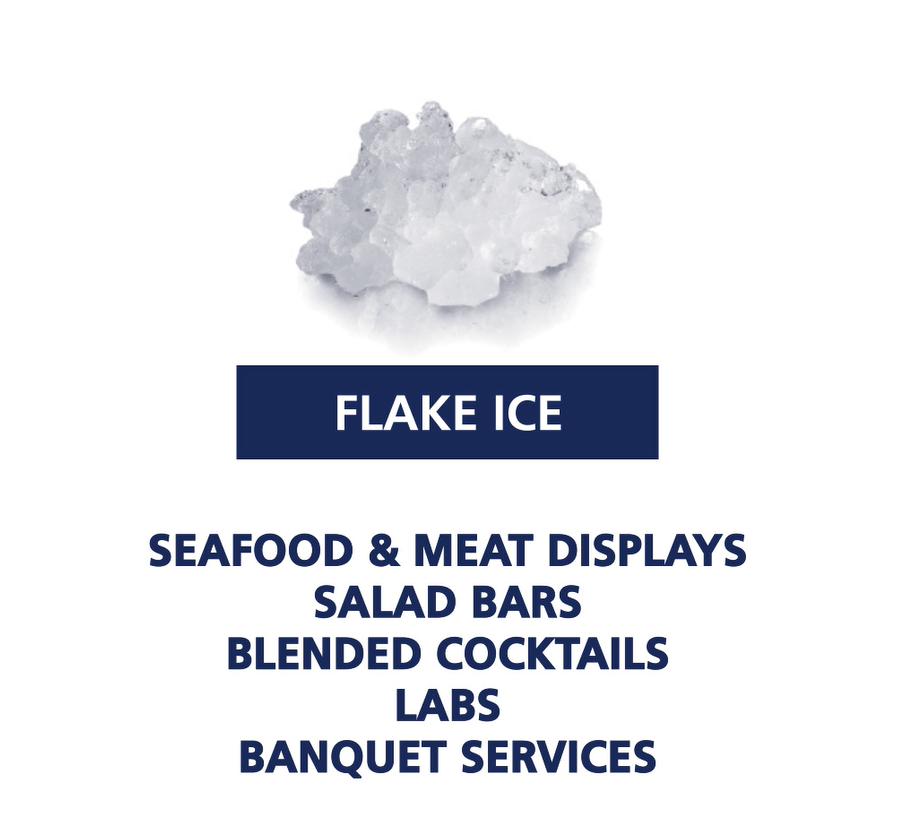 FLAKE ICE
SEAFOOD & MEAT DISPLAYS
SALAD BARS
BLENDED COCKTAILS
LABS
BANQUET SERVICES